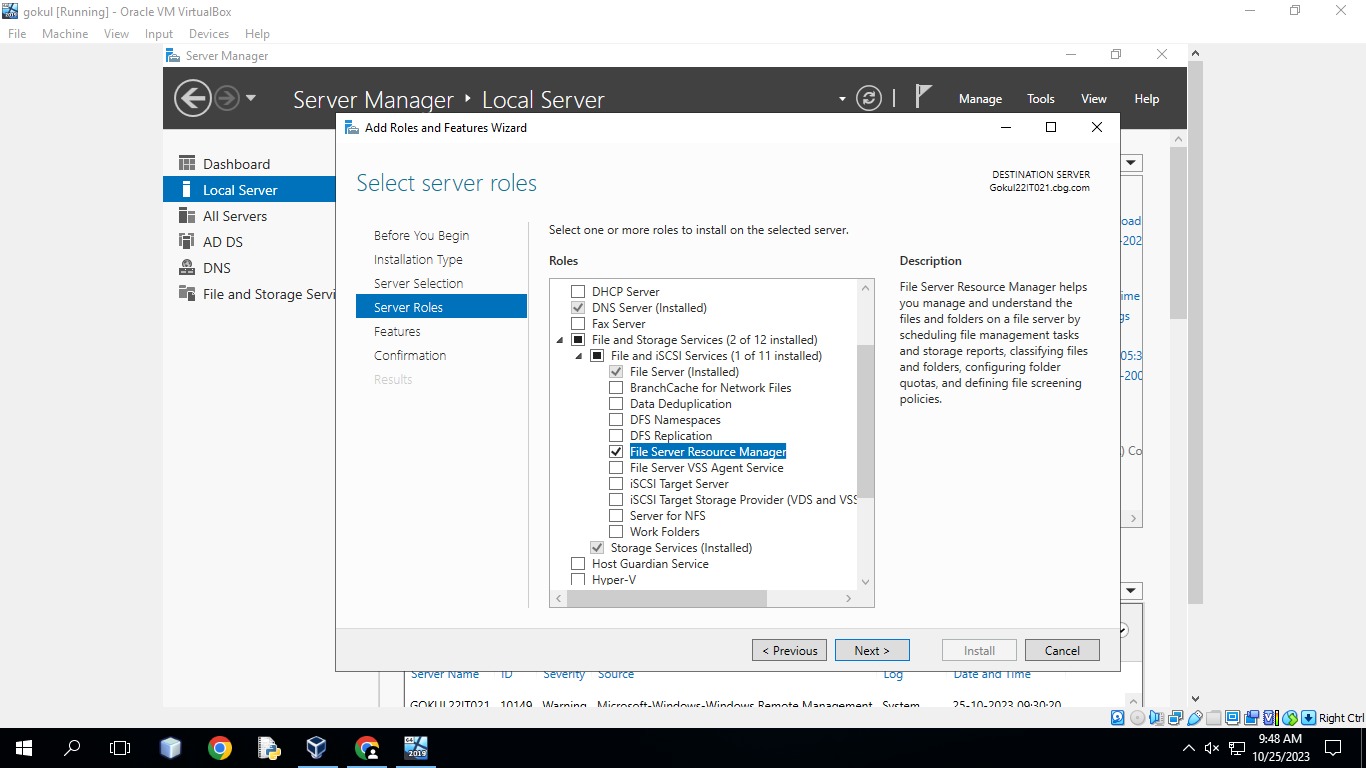 gokul [Running] - Oracle VM VirtualBox
File Machine View Input Devices Help
Server Manager
Server Manager ‣ Local Server
Manage Tools View Help
Dashboard
Local Server
All Servers
AD DS
DNS
File and Storage Servi
Add Roles and Features Wizard
Select server roles
DESTINATION SERVER
Gokul22IT021.cbg.com
Before You Begin
Installation Type
Server Selection
Server Roles
Features
Confirmation
Results
Select one or more roles to install on the selected server.
Roles
DHCP Server
DNS Server (Installed)
Fax Server
File and Storage Services (2 of 12 installed)
File and iSCSI Services (1 of 11 installed)
File Server (Installed)
BranchCache for Network Files
Data Deduplication
DFS Namespaces
DFS Replication
File Server Resource Manager
File Server VSS Agent Service
iSCSI Target Server
iSCSI Target Storage Provider (VDS and VSS
Server for NFS
Work Folders
Storage Services (Installed)
Host Guardian Service
Hyper-V
Description
File Server Resource Manager helps
you manage and understand the
files and folders on a file server by
scheduling file management tasks
and storage reports, classifying files
and folders, configuring folder
quotas, and defining file screening
policies.
oad
-202
ime
gs
05:3
-200
) Co
< Previous Next > Install Cancel
Server Name ID Severity Source Log Date and Time
GOKUL22IT021 10149 Warning Microsoft-Windows-Windows Remote Management System 25-10-2023 09:30:20
Right Ctrl
2019
9:48 AM
10/25/2023